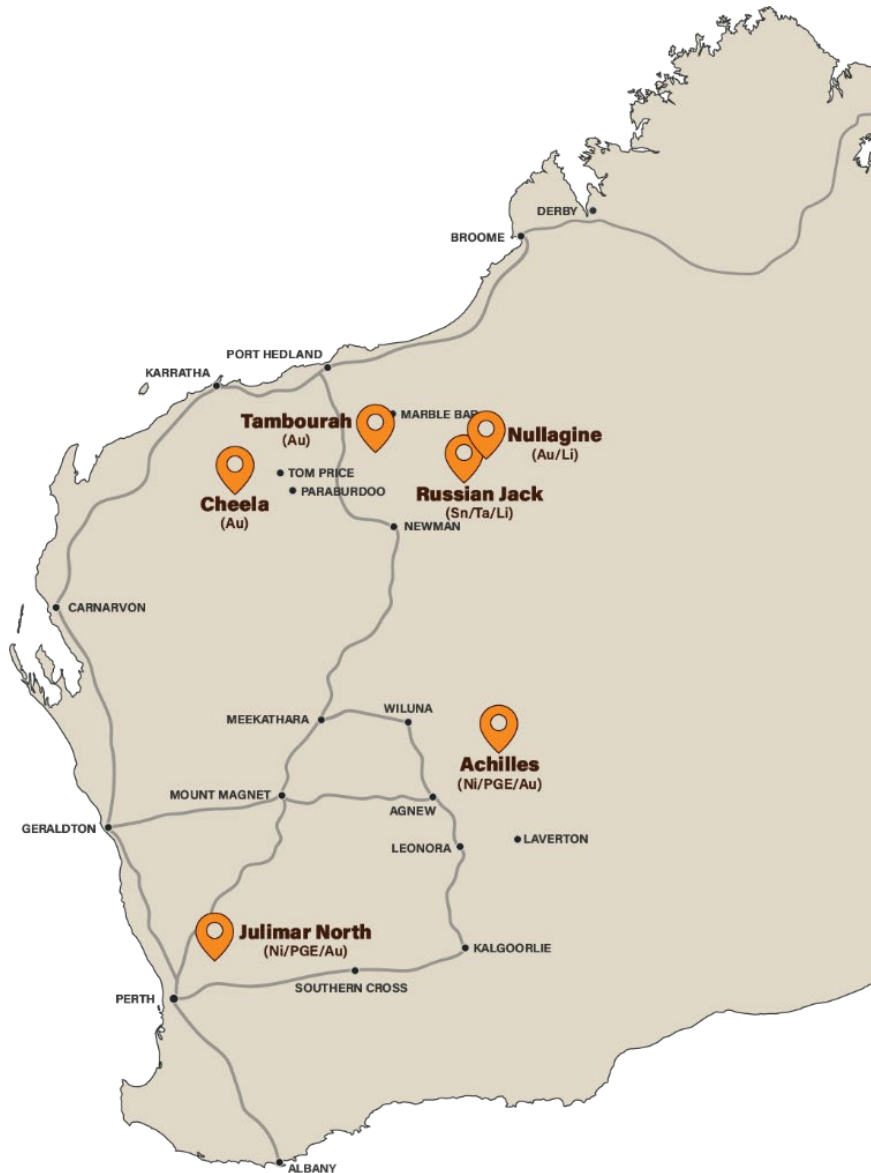 DERBY
BROOME
PORT HEDLAND
KARRATHA
MARBLE BAR
Tambourah
(Au)
Nullagine
(Au/Li)
TOM PRICE
PARABURDOO
Cheela
(Au)
Russian Jack
(Sn/Ta/Li)
NEWMAN
CARNARVON
MEEKATHARA
WILUNA
Achilles
(Ni/PGE/Au)
MOUNT MAGNET
AGNEW
GERALDTON
LEONORA
LAVERTON
Julimar North
(Ni/PGE/Au)
KALGOORLIE
SOUTHERN CROSS
PERTH
ALBANY